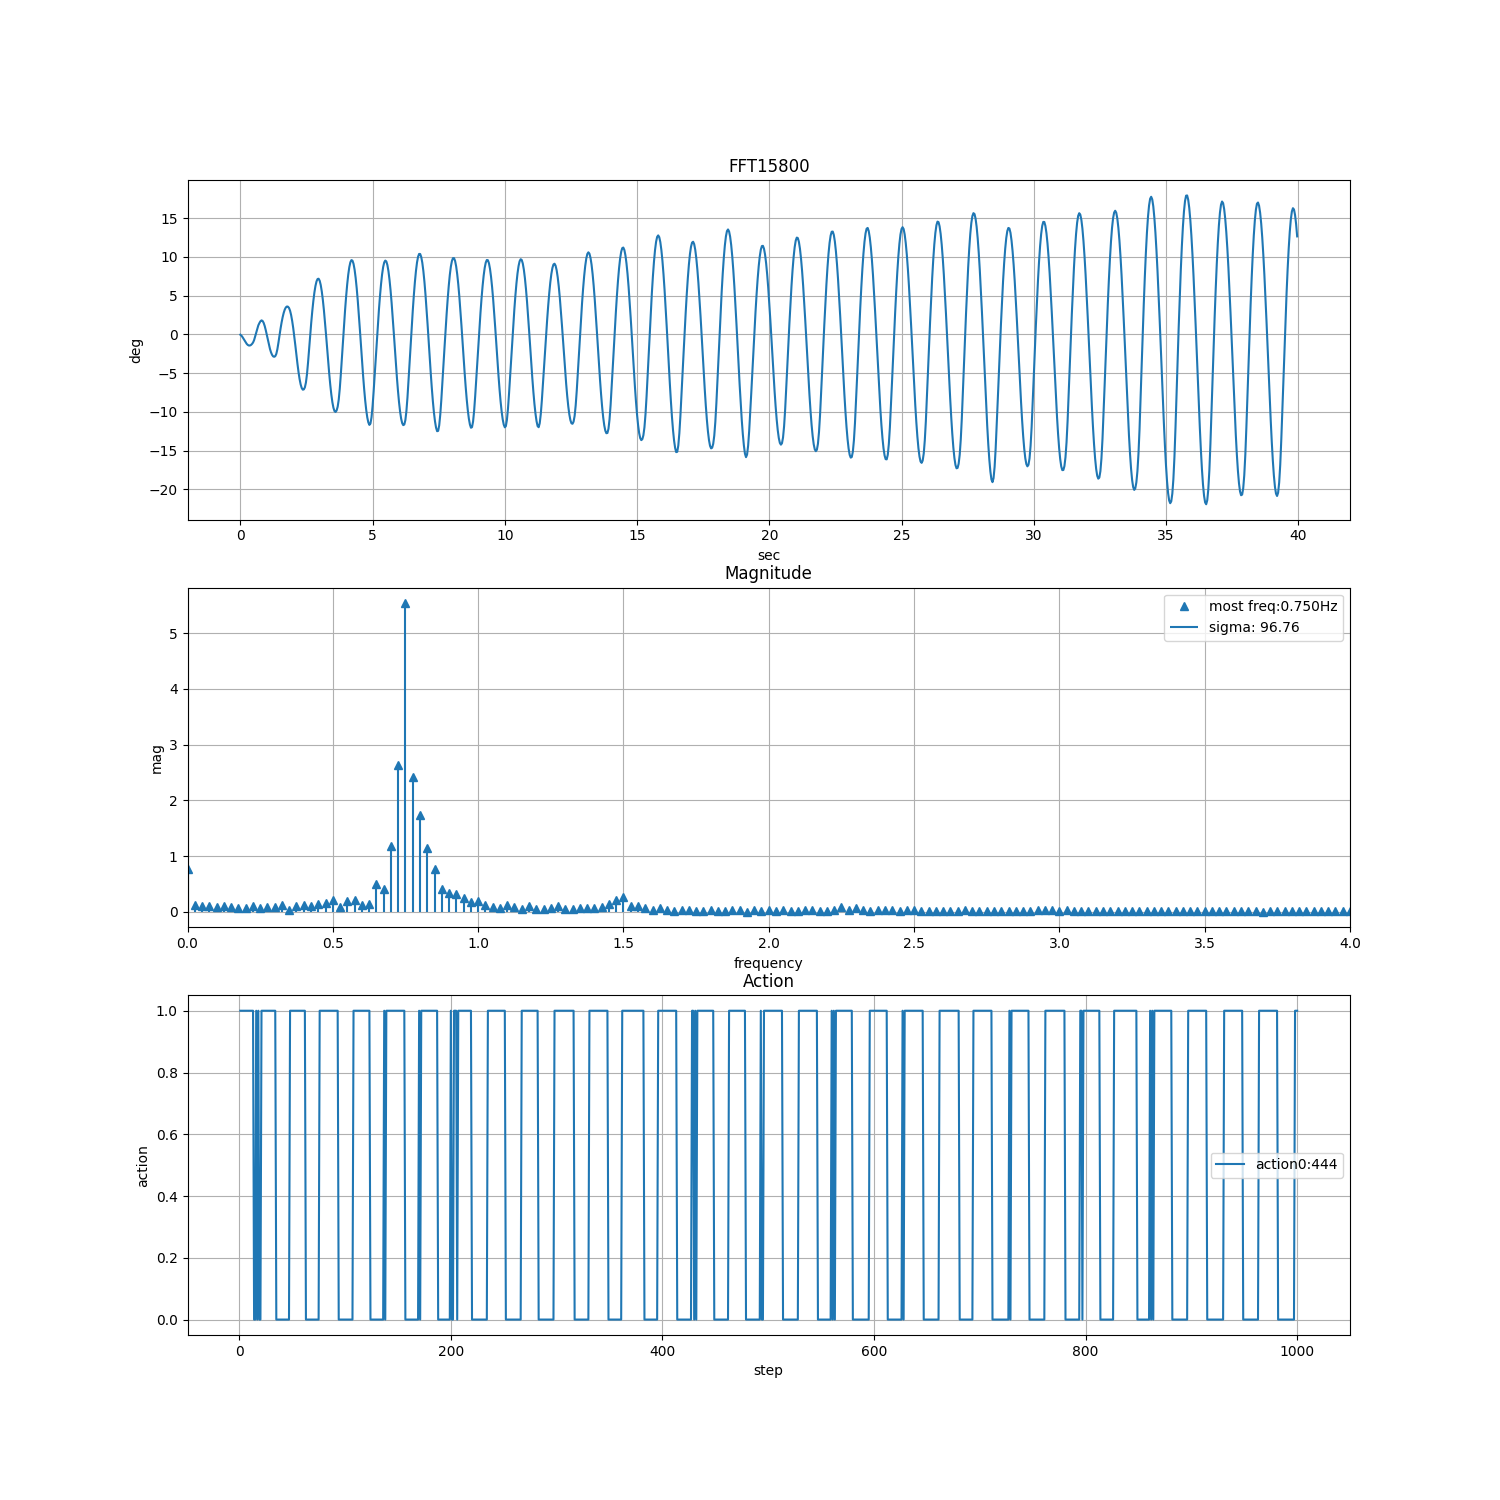 FFT15800
15
10
5
0
−5
−10
−15
−20
deg
0 5 10 15 20 25 30 35 40
sec
Magnitude
most freq:0.750Hz
sigma: 96.76
5
4
3
2
1
0
mag
0.0 0.5 1.0 1.5 2.0 2.5 3.0 3.5 4.0
frequency
Action
1.0
0.8
0.6
0.4
0.2
0.0
action
action0:444
0 200 400 600 800 1000
step